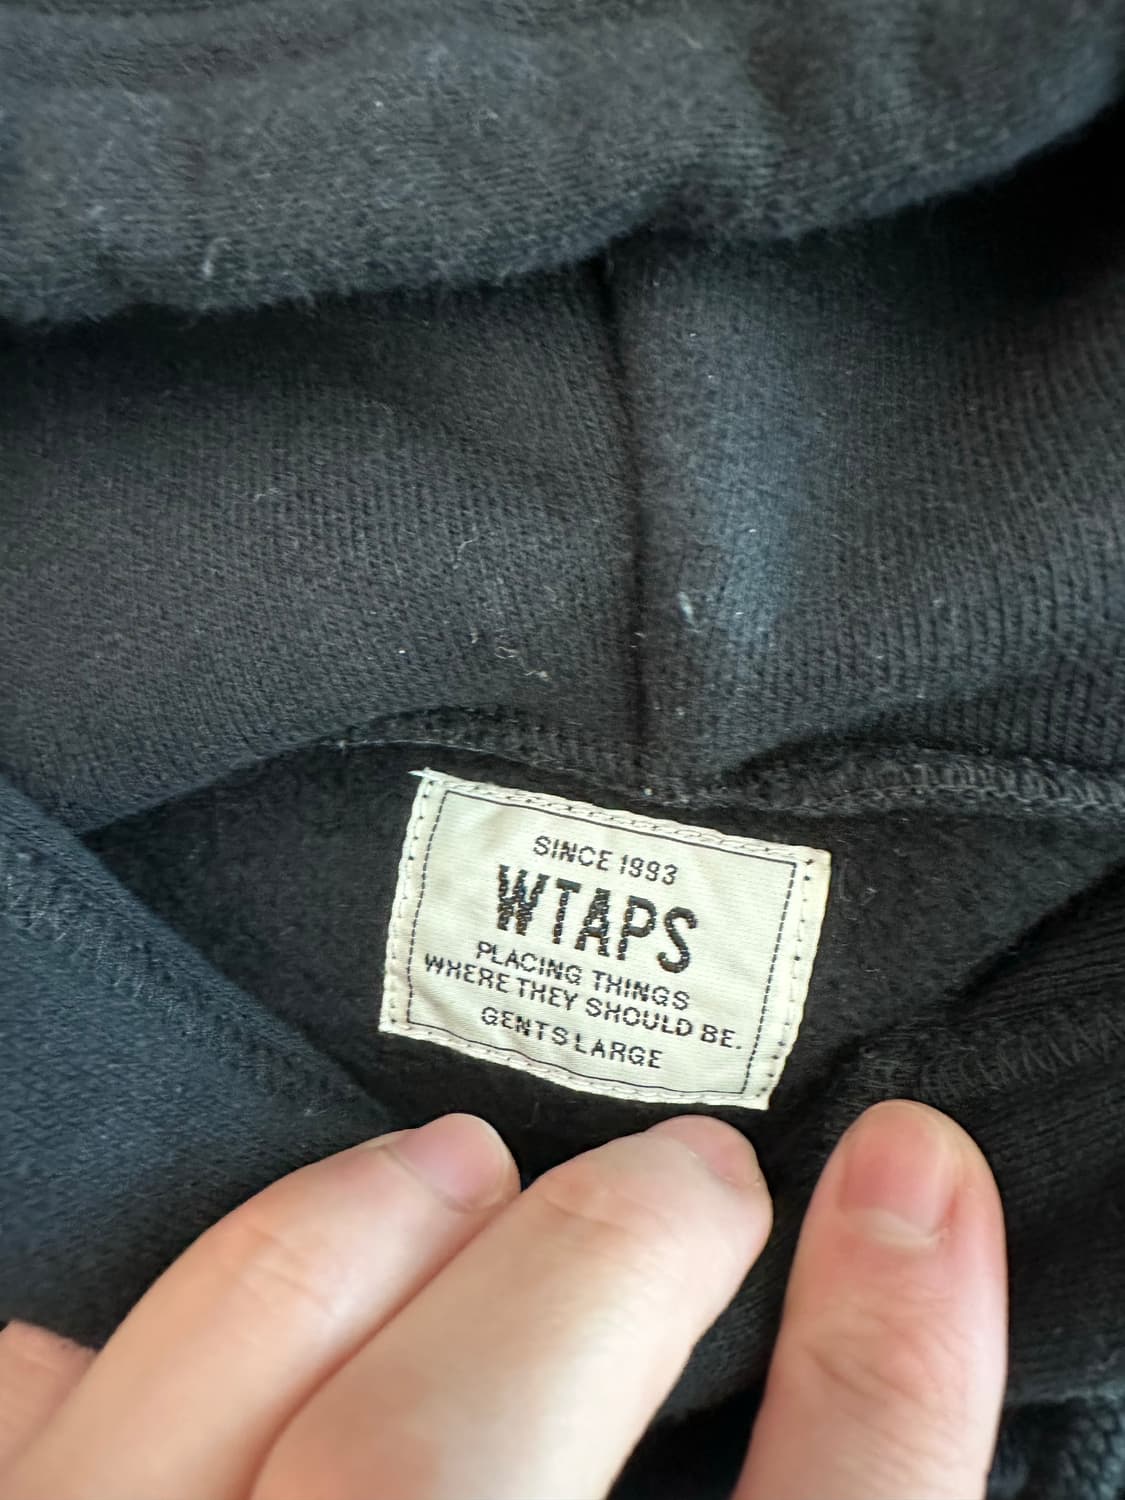 SINCE 1993
WTAPS
PLACING THINGS
WHERE THEY SHOULD BE.
GENTS LARGE